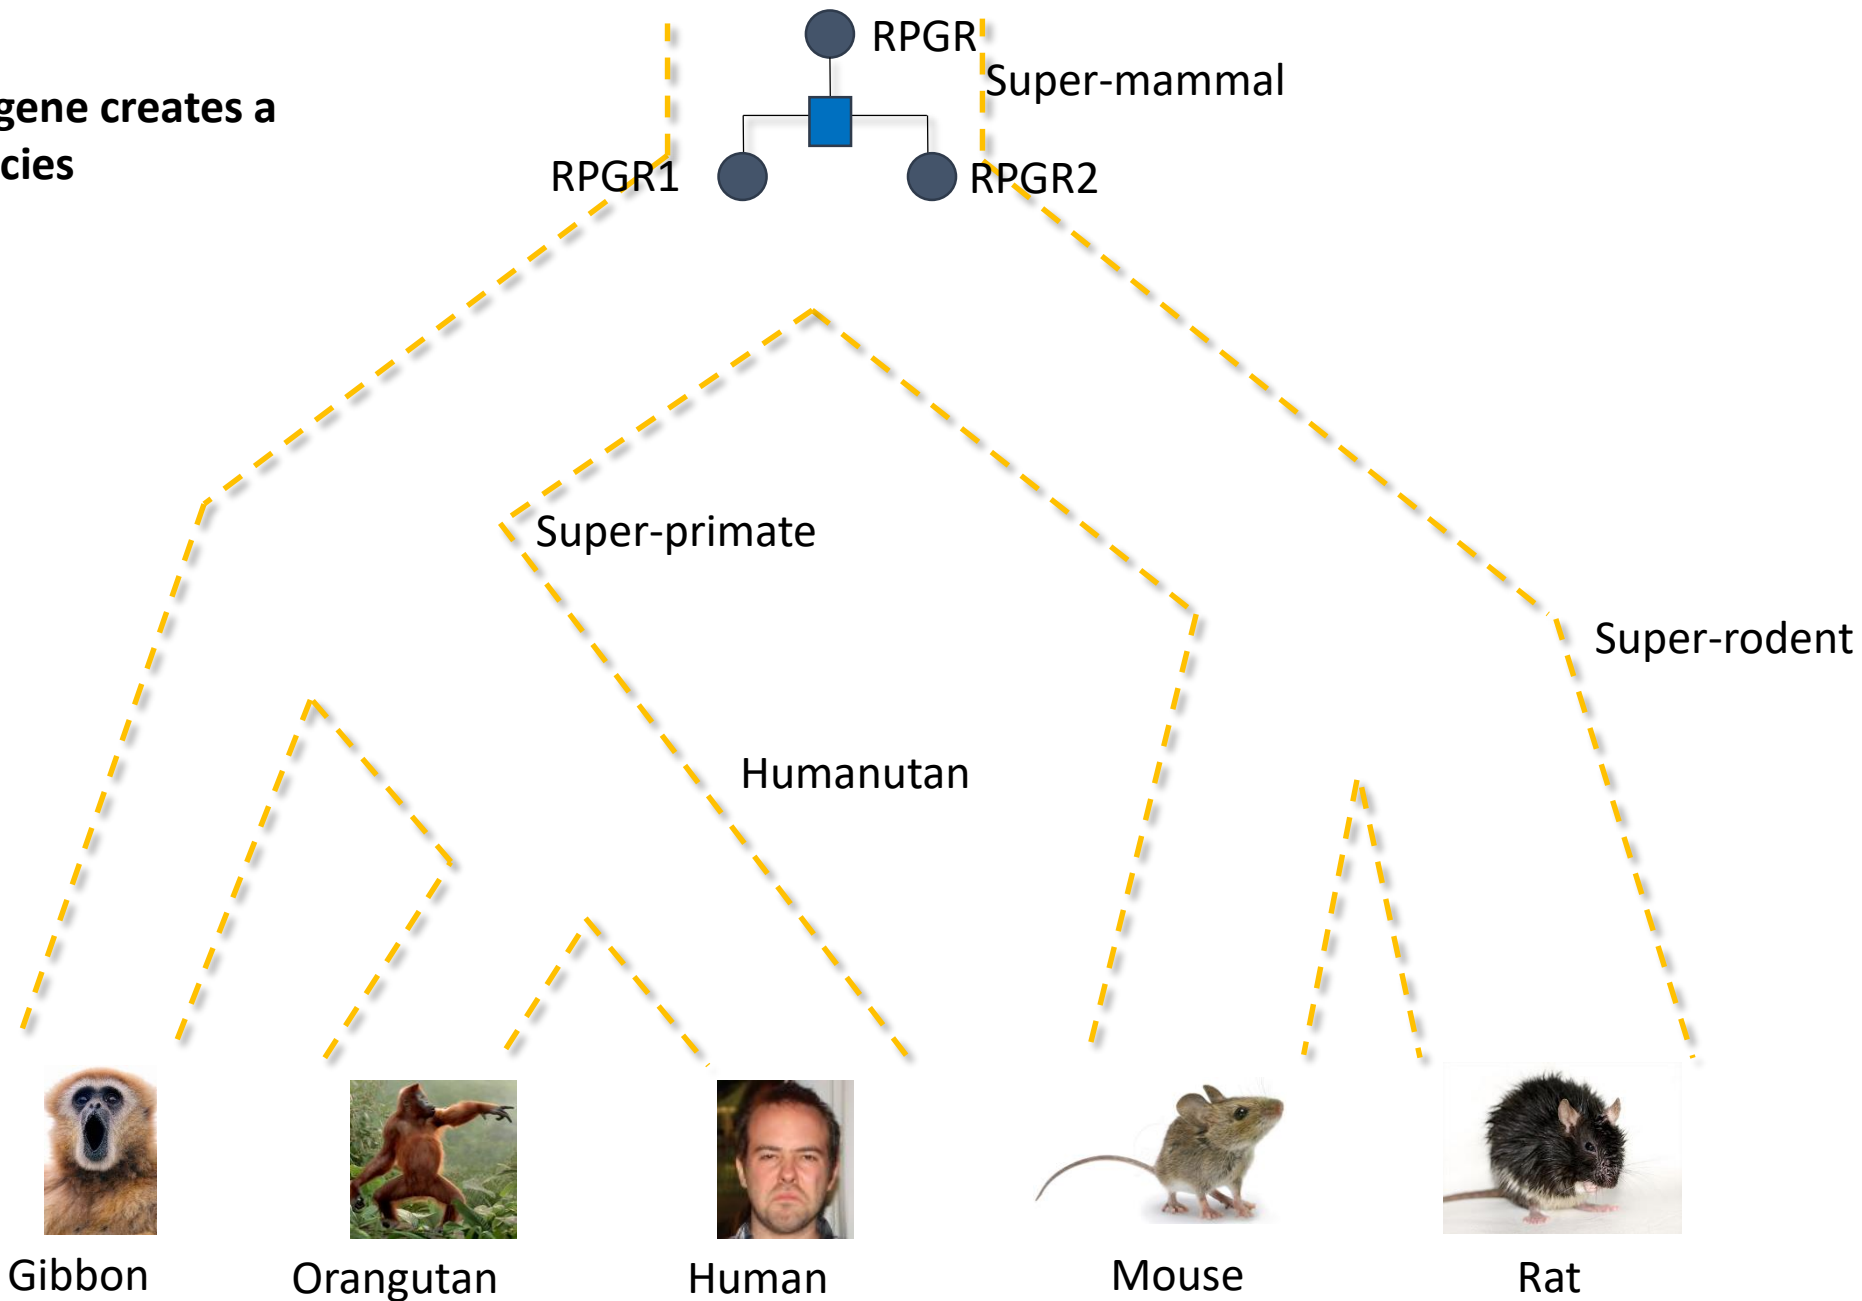 RPGR
Super-mammal
gene creates a
cies
RPGR1
RPGR2
Super-primate
Super-rodent
Humanutan
Gibbon
Orangutan
Human
Mouse
Rat